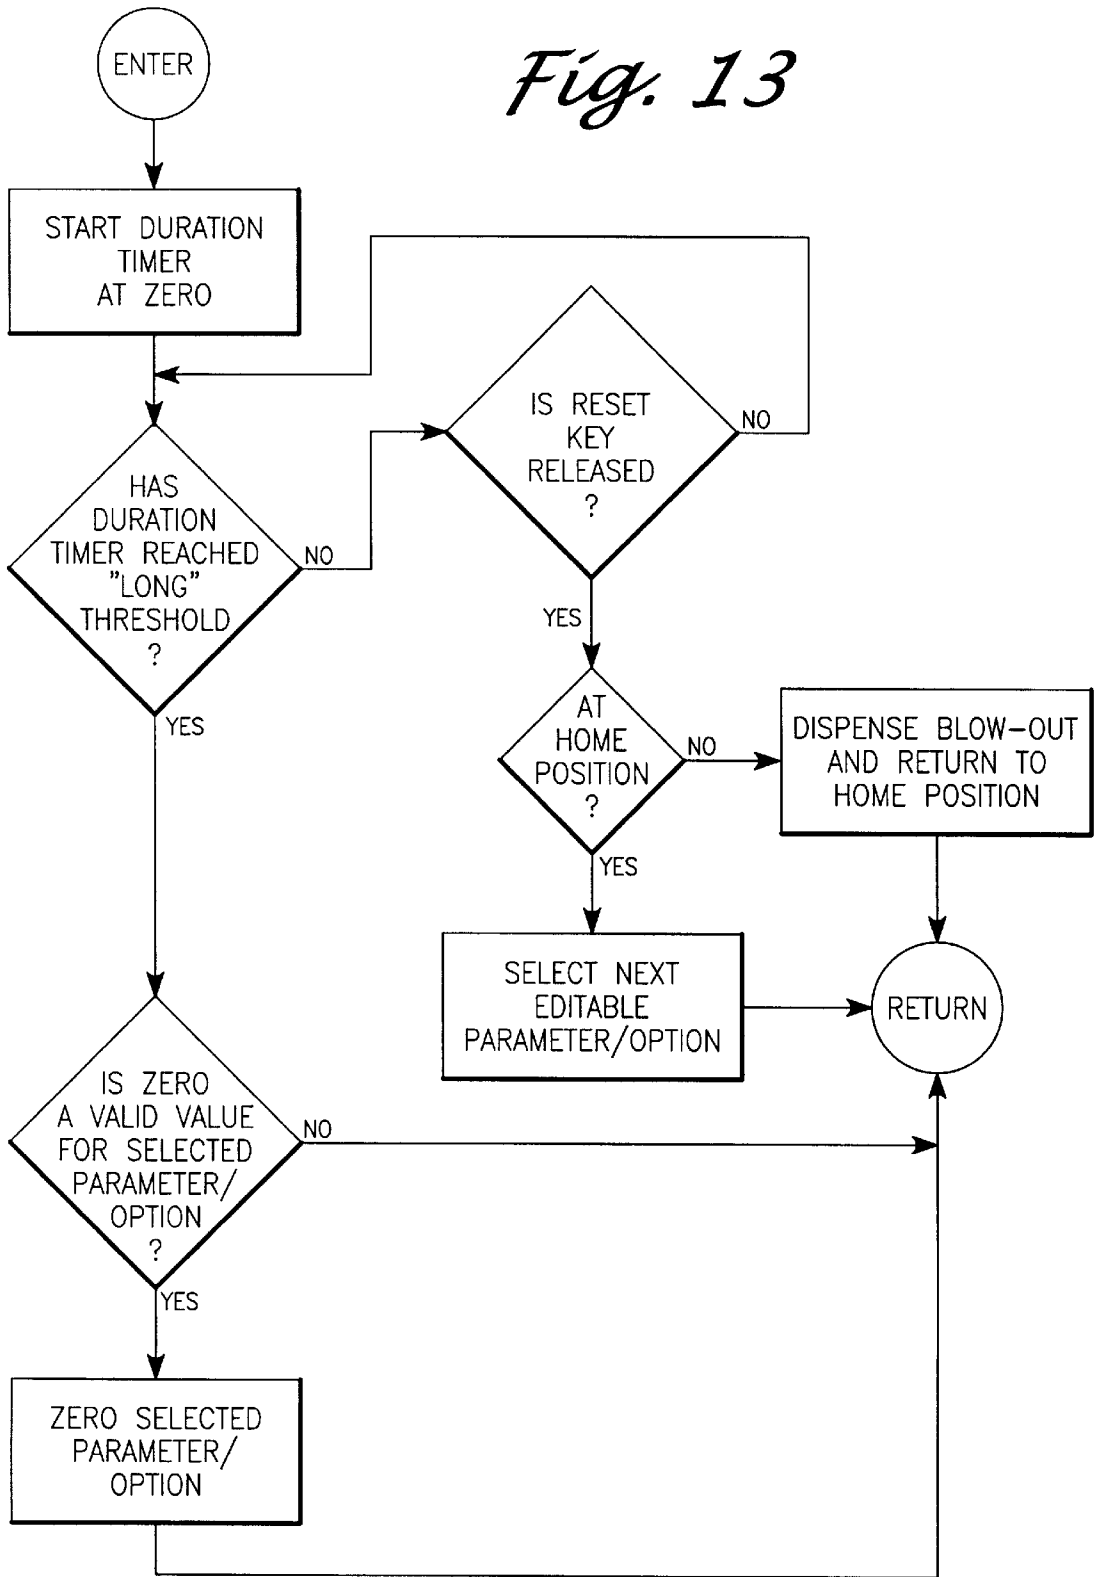 Fig. 13
ENTER
START DURATION
TIMER
AT ZERO
IS RESET
KEY
RELEASED
?
NO
YES
HAS
DURATION
TIMER REACHED
"LONG"
THRESHOLD
?
NO
YES
AT
HOME
POSITION
?
NO
YES
DISPENSE BLOW-OUT
AND RETURN TO
HOME POSITION
SELECT NEXT
EDITABLE
PARAMETER/OPTION
RETURN
IS ZERO
A VALID VALUE
FOR SELECTED
PARAMETER/
OPTION
?
NO
YES
ZERO SELECTED
PARAMETER/
OPTION